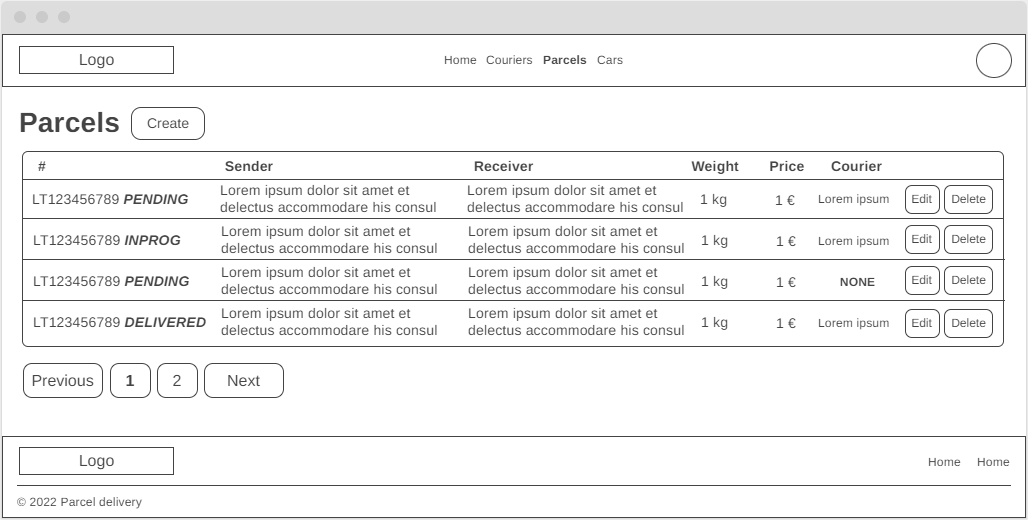 Logo
Home Couriers Parcels Cars
Parcels Create
# Sender Receiver Weight Price Courier
LT123456789 PENDING Lorem ipsum dolor sit amet et delectus accommodare his consul Lorem ipsum dolor sit amet et delectus accommodare his consul 1 kg 1 € Lorem ipsum Edit Delete
LT123456789 INPROG Lorem ipsum dolor sit amet et delectus accommodare his consul Lorem ipsum dolor sit amet et delectus accommodare his consul 1 kg 1 € Lorem ipsum Edit Delete
LT123456789 PENDING Lorem ipsum dolor sit amet et delectus accommodare his consul Lorem ipsum dolor sit amet et delectus accommodare his consul 1 kg 1 € NONE Edit Delete
LT123456789 DELIVERED Lorem ipsum dolor sit amet et delectus accommodare his consul Lorem ipsum dolor sit amet et delectus accommodare his consul 1 kg 1 € Lorem ipsum Edit Delete
Previous 1 2 Next
Logo
Home Home
© 2022 Parcel delivery